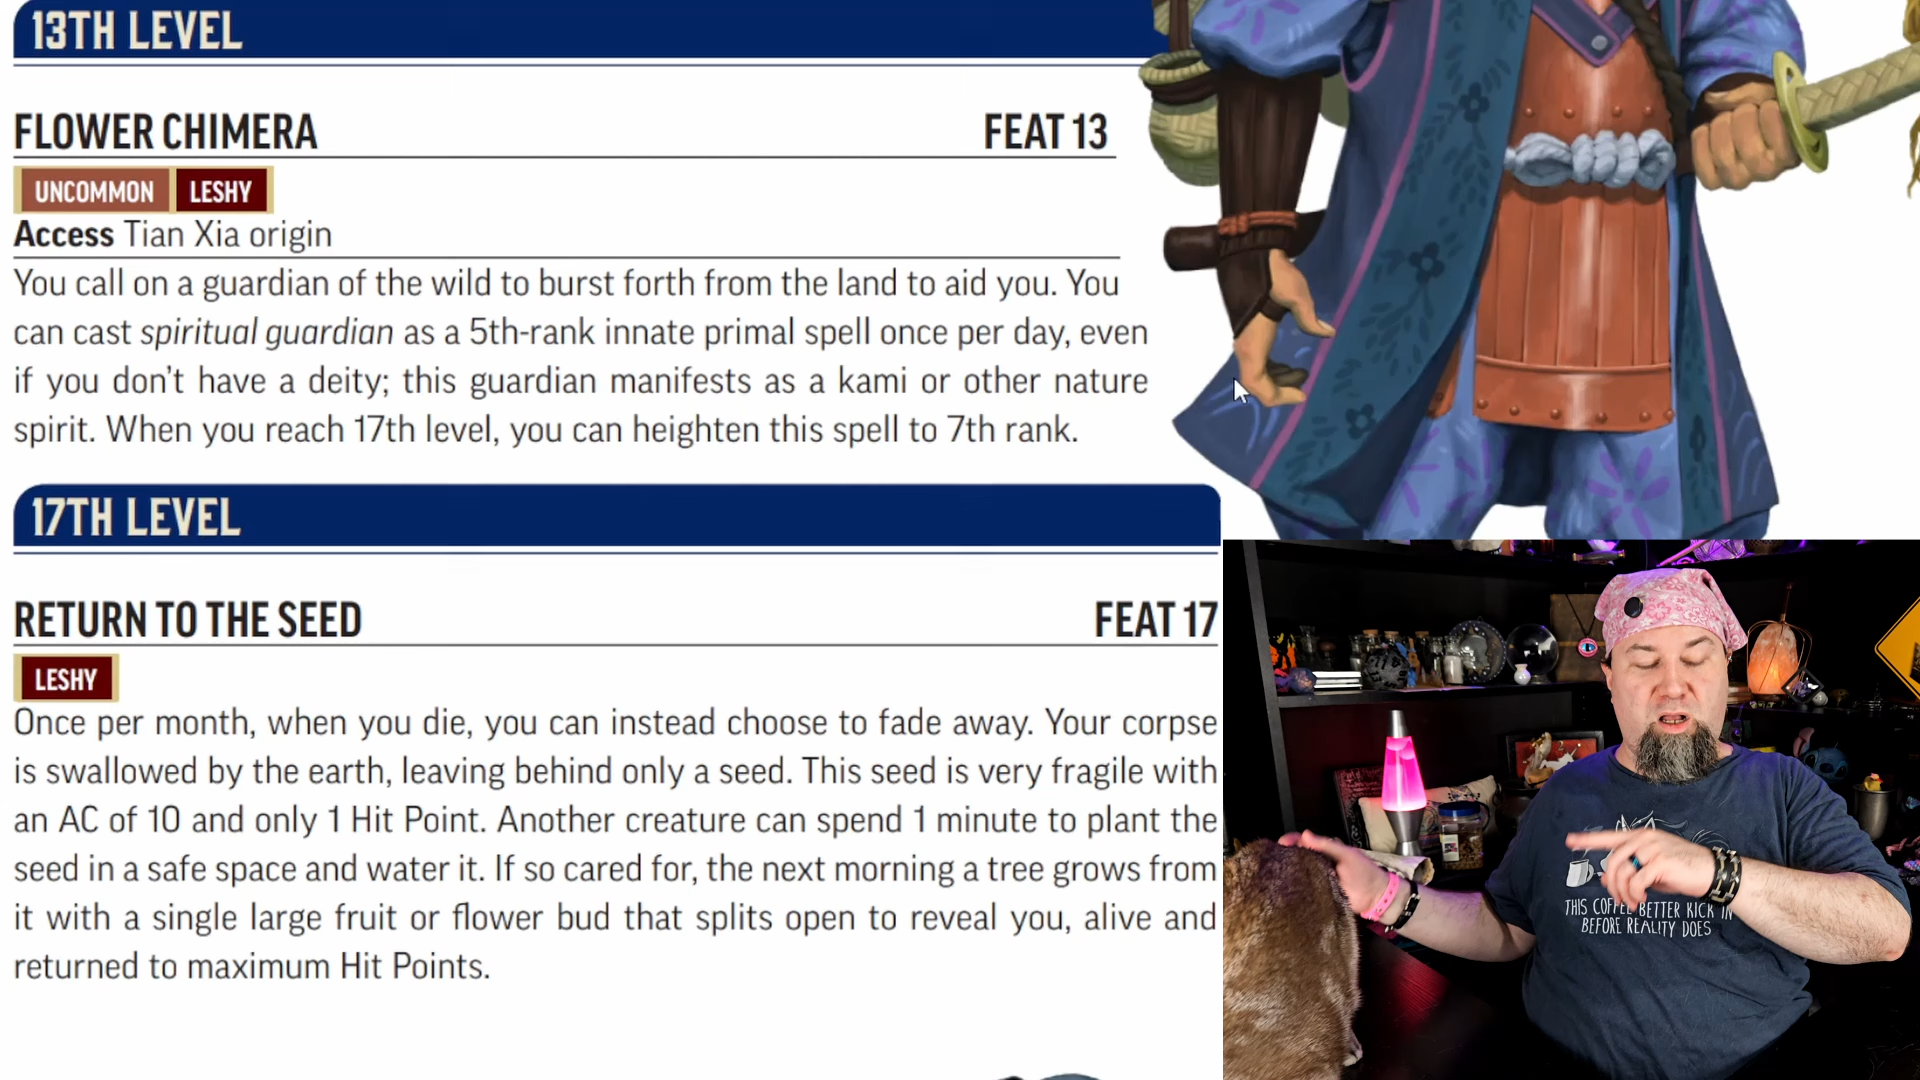 13TH LEVEL
FLOWER CHIMERA FEAT 13
UNCOMMON LESHY
Access Tian Xia origin
You call on a guardian of the wild to burst forth from the land to aid you. You
can cast spiritual guardian as a 5th-rank innate primal spell once per day, even
if you don't have a deity; this guardian manifests as a kami or other nature
spirit. When you reach 17th level, you can heighten this spell to 7th rank.
17TH LEVEL
RETURN TO THE SEED FEAT 17
LESHY
Once per month, when you die, you can instead choose to fade away. Your corpse
is swallowed by the earth, leaving behind only a seed. This seed is very fragile with
an AC of 10 and only 1 Hit Point. Another creature can spend 1 minute to plant the
seed in a safe space and water it. If so cared for, the next morning a tree grows from
it with a single large fruit or flower bud that splits open to reveal you, alive and
returned to maximum Hit Points.
THIS COFFEE BETTER KICK IN
BEFORE REALITY DOES